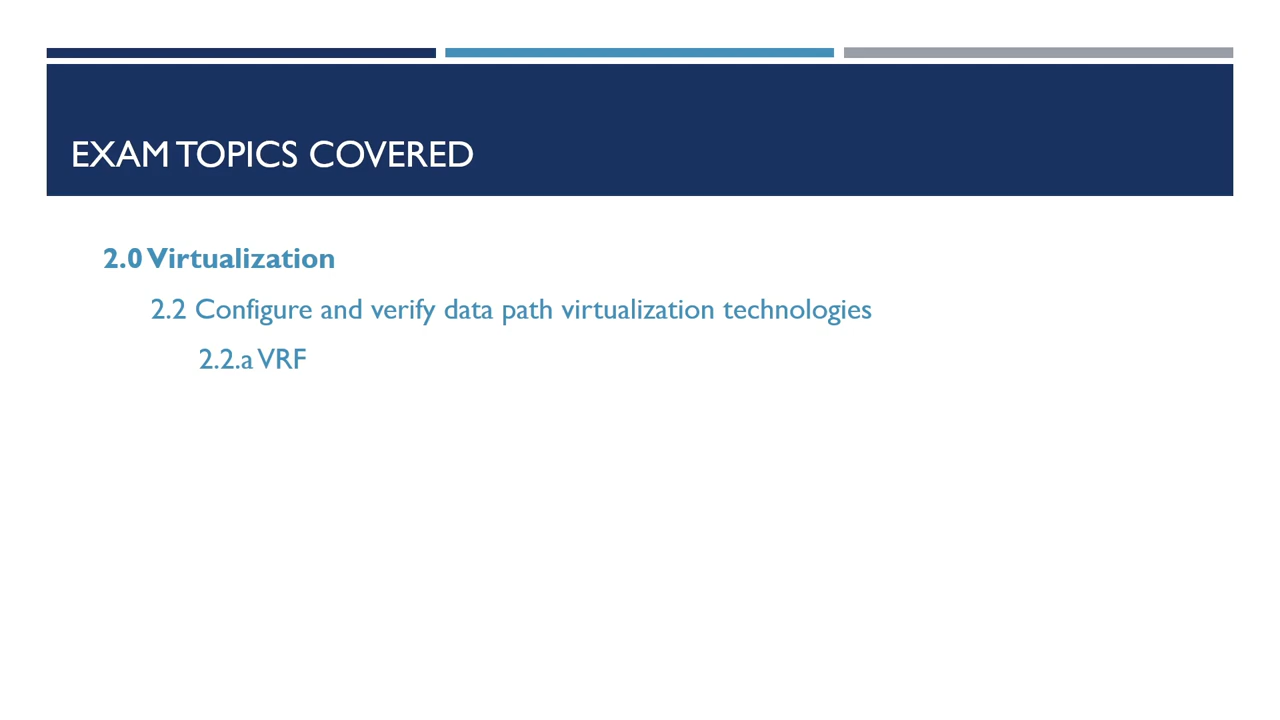 EXAM TOPICS COVERED
2.0 Virtualization
2.2 Configure and verify data path virtualization technologies
2.2.a VRF